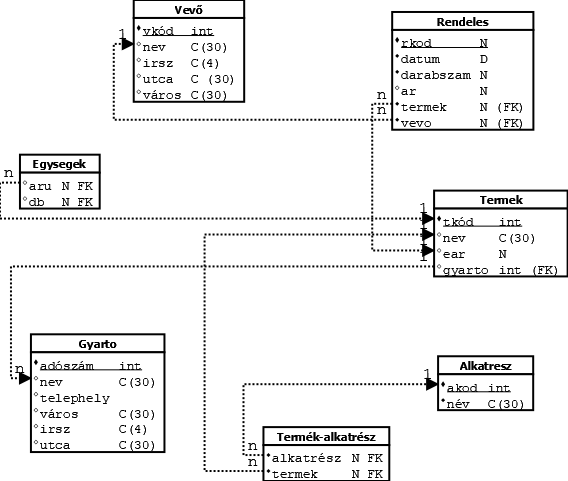 Vevő
vkód int
nev C(30)
irsz C(4)
utca C (30)
város C(30)
1
Rendeles
rkod N
datum D
darabszam N
ar N
termek N (FK)
vevo N (FK)
n
n
Egysegek
aru N FK
db N FK
n
Termek
tkód int
nev C(30)
ear N
gyarto int (FK)
1
1
1
Gyarto
adószám int
nev C(30)
telephely
város C(30)
irsz C(4)
utca C(30)
n
Alkatresz
akod int
név C(30)
1
Termék-alkatrész
alkatrész N FK
termek N FK
n
n